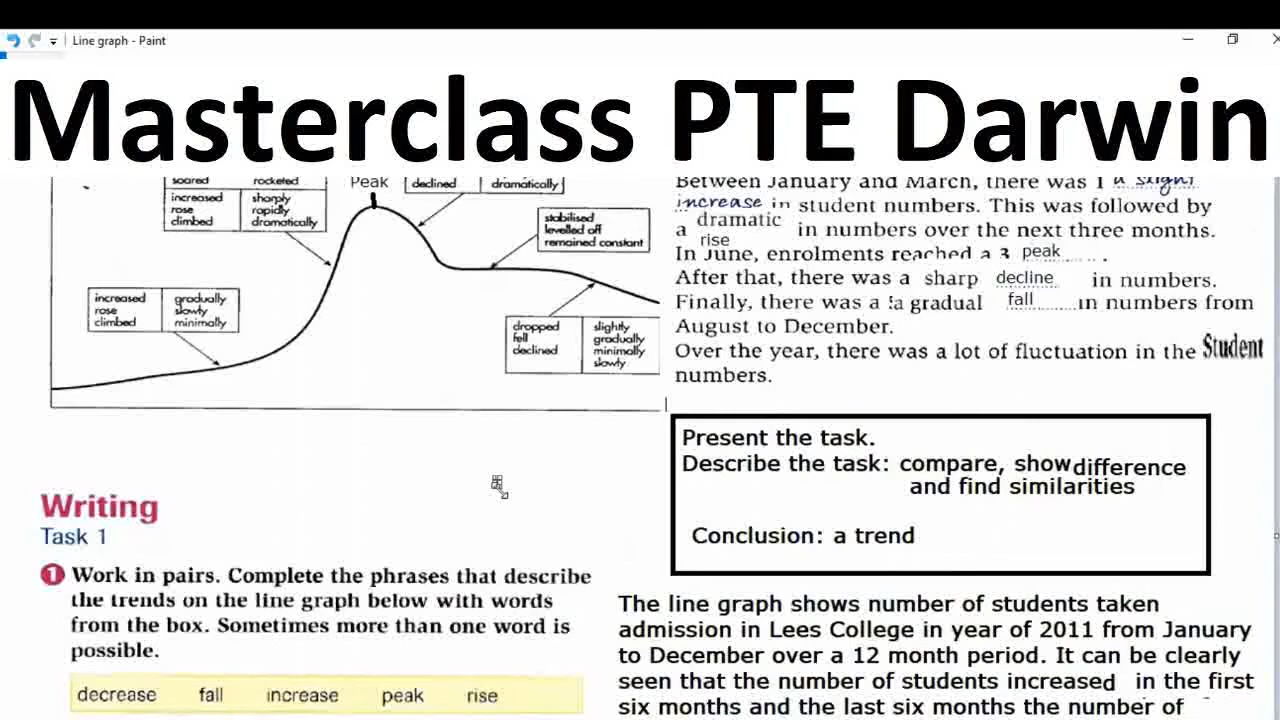 Line graph - Paint
Masterclass PTE Darwin
soared rocketed
increased sharply
rose rapidly
climbed dramatically
Peak
declined dramatically
stabilised
levelled off
remained constant
increased gradually
rose slowly
climbed minimally
dropped slightly
fell gradually
declined minimally
slowly
Writing
Task 1
1 Work in pairs. Complete the phrases that describe
the trends on the line graph below with words
from the box. Sometimes more than one word is
possible.
decrease fall increase peak rise
Between January and March, there was 1 a slight
increase in student numbers. This was followed by
a dramatic rise in numbers over the next three months.
In June, enrolments reached a 3 peak .
After that, there was a sharp decline in numbers.
Finally, there was a a gradual fall in numbers from
August to December.
Over the year, there was a lot of fluctuation in the Student
numbers.
Present the task.
Describe the task: compare, show difference
and find similarities
Conclusion: a trend
The line graph shows number of students taken
admission in Lees College in year of 2011 from January
to December over a 12 month period. It can be clearly
seen that the number of students increased in the first
six months and the last six months the number of